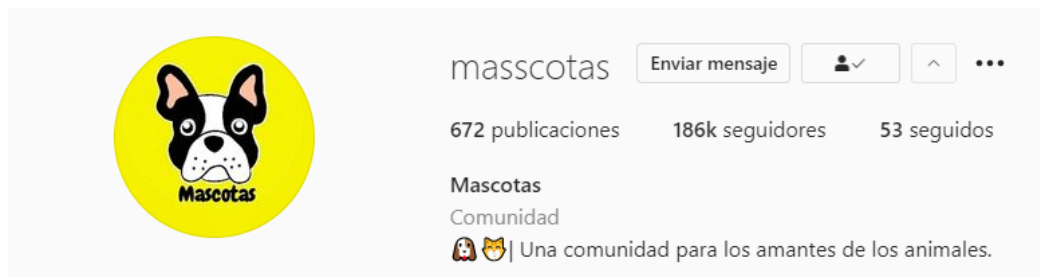 masscotas Enviar mensaje
672 publicaciones 186k seguidores 53 seguidos
Mascotas
Mascotas
Comunidad
🐶🐱| Una comunidad para los amantes de los animales.